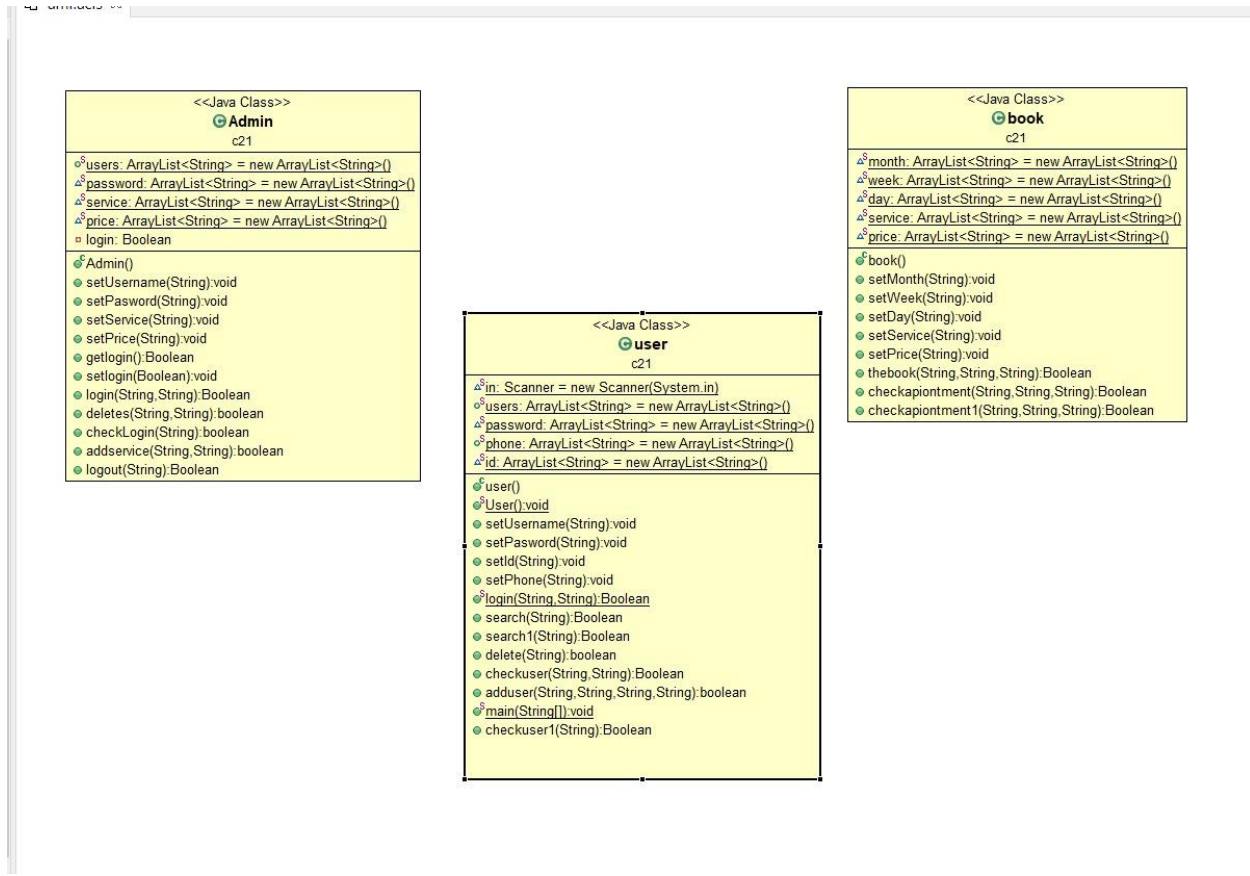 <<Java Class>>
Admin
c21
users: ArrayList<String> = new ArrayList<String>()
password: ArrayList<String> = new ArrayList<String>()
service: ArrayList<String> = new ArrayList<String>()
price: ArrayList<String> = new ArrayList<String>()
login: Boolean
Admin()
setUsername(String):void
setPasword(String):void
setService(String):void
setPrice(String):void
getlogin():Boolean
setlogin(Boolean):void
login(String,String):Boolean
deletes(String,String):boolean
checkLogin(String):boolean
addservice(String,String):boolean
logout(String):Boolean
<<Java Class>>
user
c21
in: Scanner = new Scanner(System.in)
users: ArrayList<String> = new ArrayList<String>()
password: ArrayList<String> = new ArrayList<String>()
phone: ArrayList<String> = new ArrayList<String>()
id: ArrayList<String> = new ArrayList<String>()
user()
User():void
setUsername(String):void
setPasword(String):void
setId(String):void
setPhone(String):void
login(String,String):Boolean
search(String):Boolean
search1(String):Boolean
delete(String):boolean
checkuser(String,String):Boolean
adduser(String,String,String,String):boolean
main(String[]):void
checkuser1(String):Boolean
<<Java Class>>
book
c21
month: ArrayList<String> = new ArrayList<String>()
week: ArrayList<String> = new ArrayList<String>()
day: ArrayList<String> = new ArrayList<String>()
service: ArrayList<String> = new ArrayList<String>()
price: ArrayList<String> = new ArrayList<String>()
book()
setMonth(String):void
setWeek(String):void
setDay(String):void
setService(String):void
setPrice(String):void
thebook(String,String,String):Boolean
checkapiontment(String,String,String):Boolean
checkapiontment1(String,String,String):Boolean